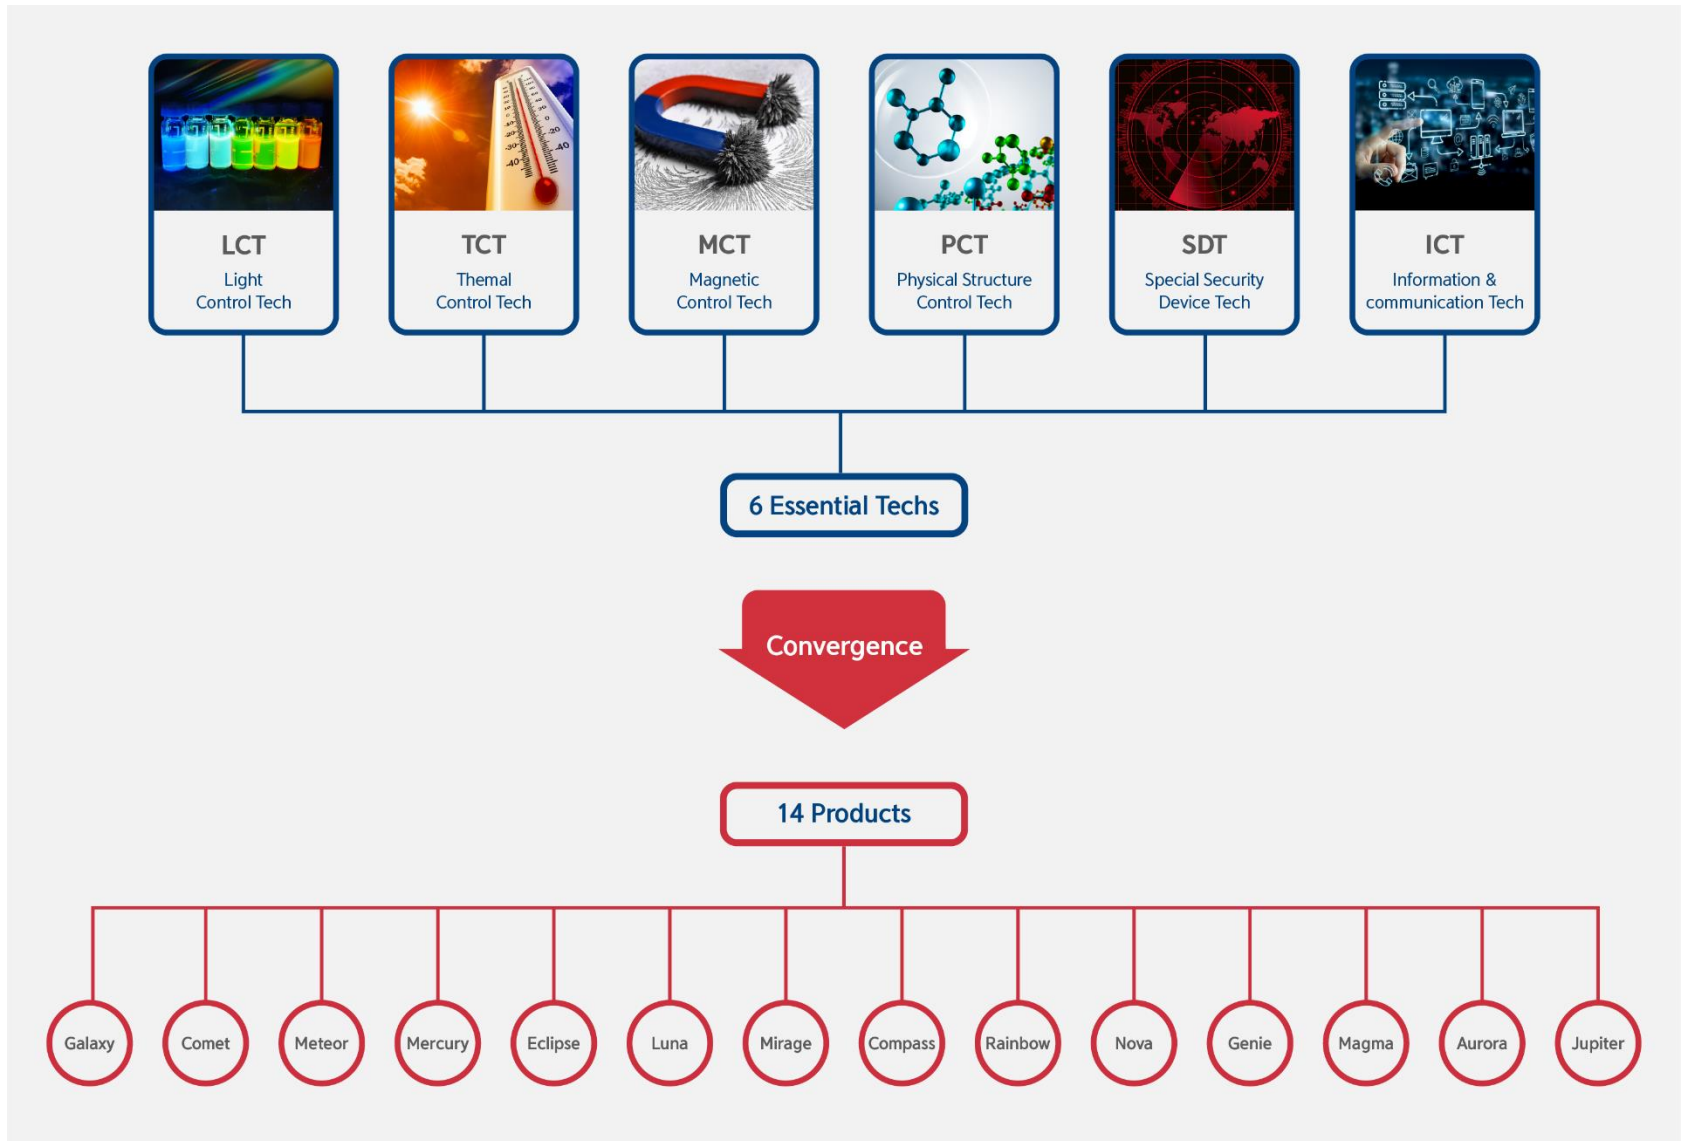 LCT
Light
Control Tech
TCT
Themal
Control Tech
MCT
Magnetic
Control Tech
PCT
Physical Structure
Control Tech
SDT
Special Security
Device Tech
ICT
Information &
communication Tech
6 Essential Techs
Convergence
14 Products
Galaxy
Comet
Meteor
Mercury
Eclipse
Luna
Mirage
Compass
Rainbow
Nova
Genie
Magma
Aurora
Jupiter